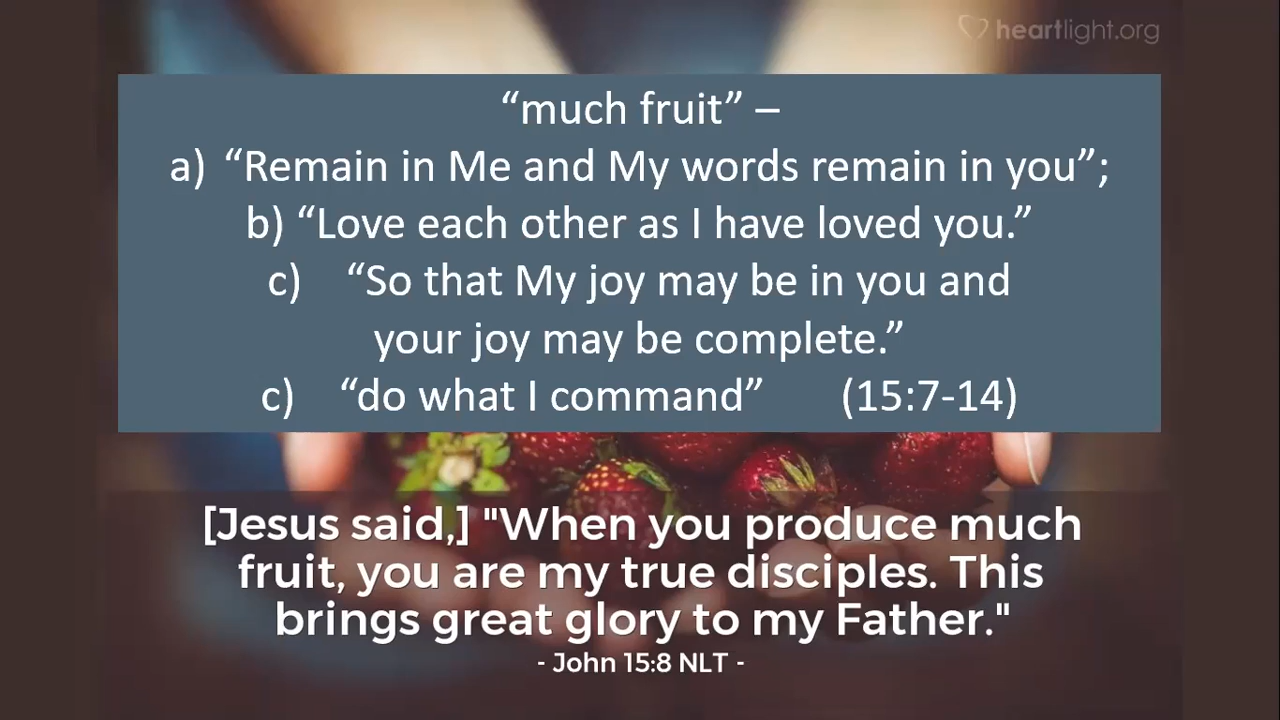 heartlight.org
“much fruit” –
a) “Remain in Me and My words remain in you”;
b) “Love each other as I have loved you.”
c) “So that My joy may be in you and
your joy may be complete.”
c) “do what I command” (15:7-14)
[Jesus said,] "When you produce much
fruit, you are my true disciples. This
brings great glory to my Father."
- John 15:8 NLT -